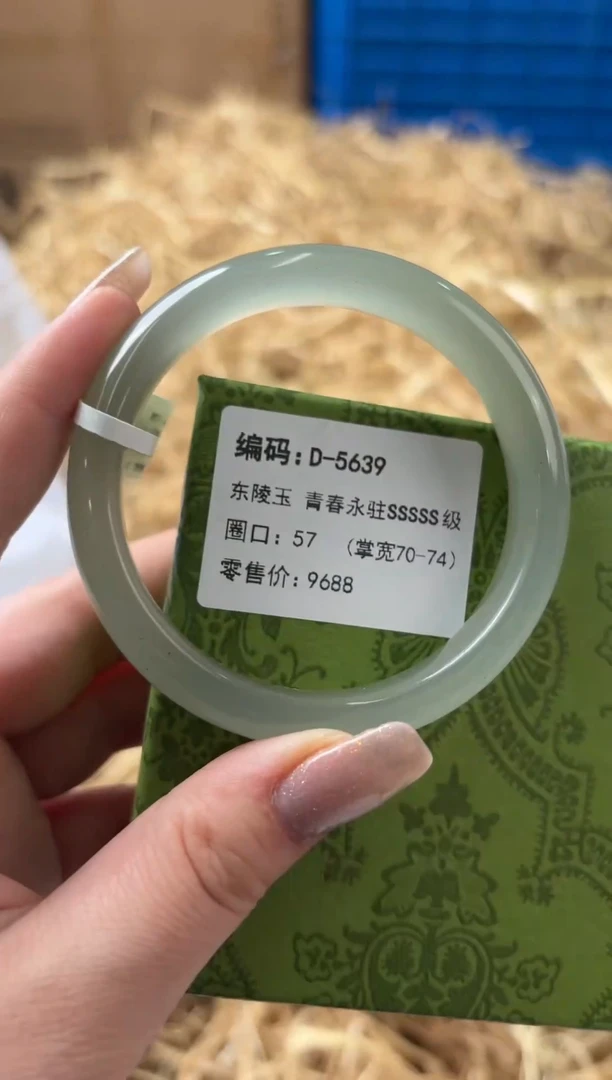 编码:D-5639
东陵玉 青春永驻SSSSS级
圈口:57 (掌宽70-74)
零售价:9688